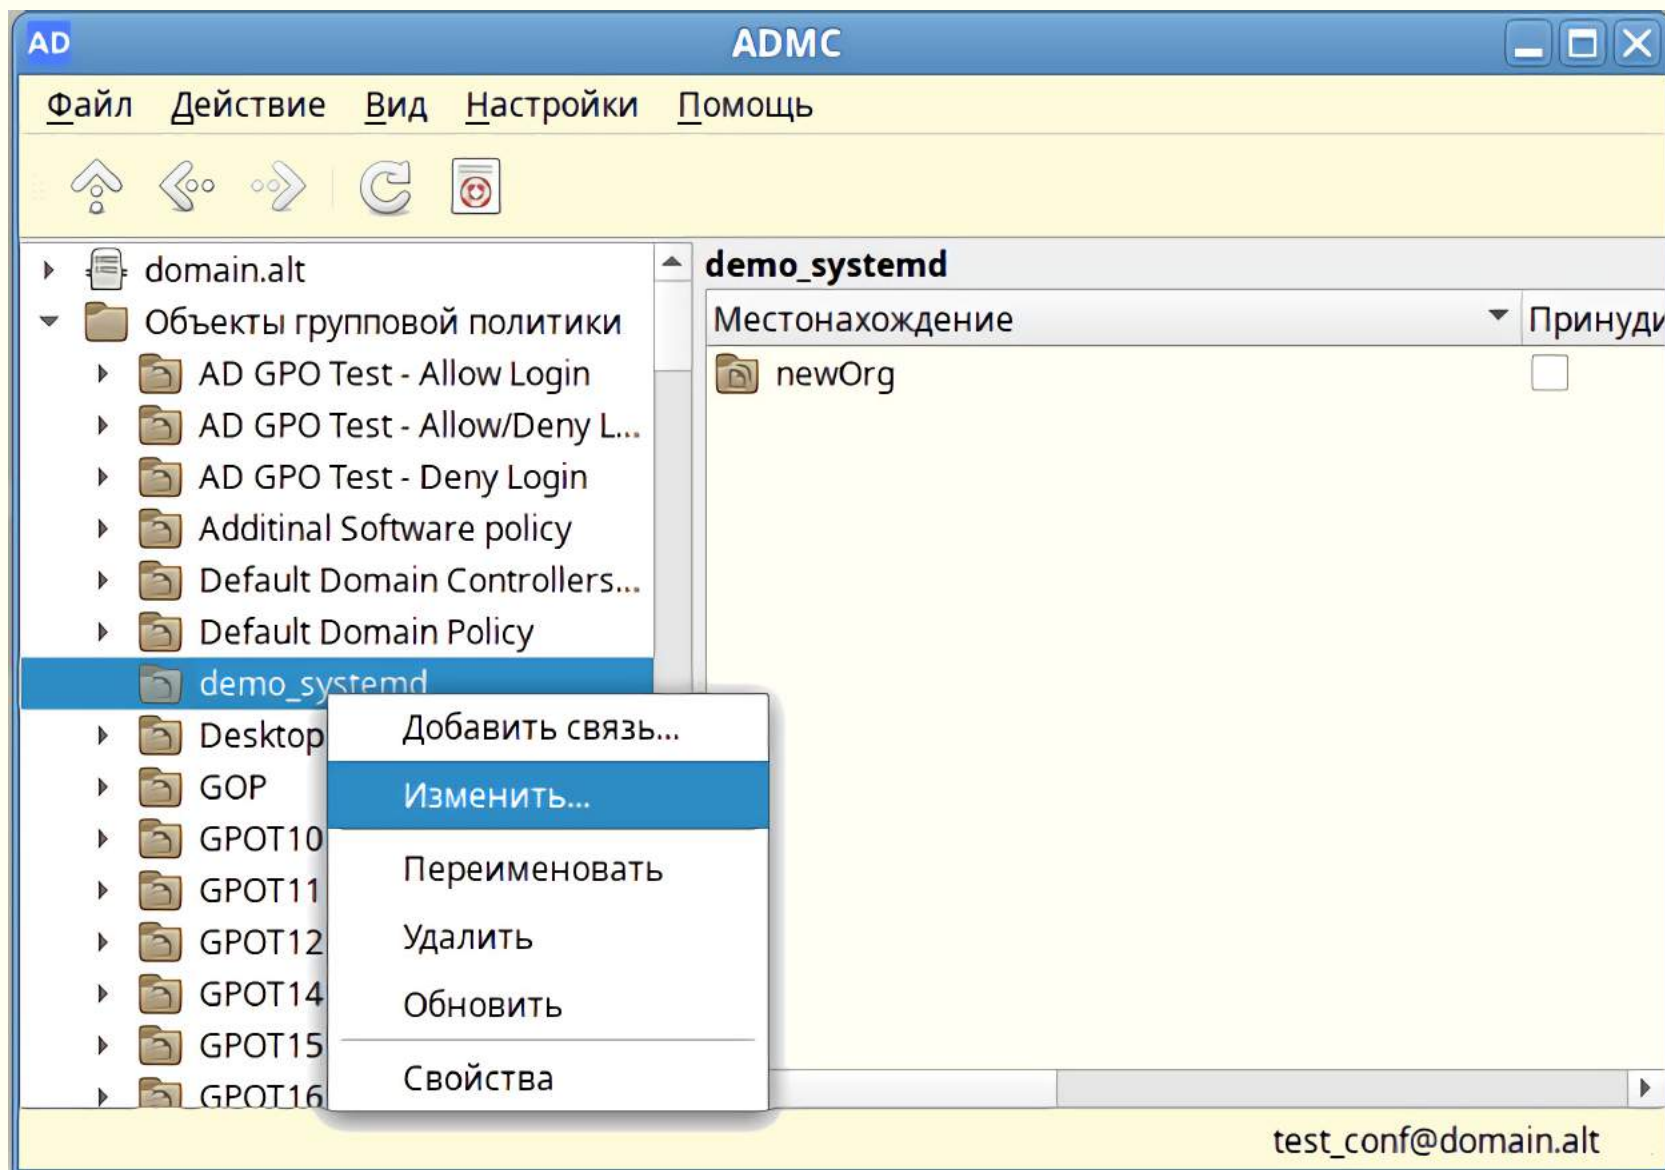 AD ADMC
Файл Действие Вид Настройки Помощь
domain.alt
Объекты групповой политики
AD GPO Test - Allow Login
AD GPO Test - Allow/Deny L...
AD GPO Test - Deny Login
Additinal Software policy
Default Domain Controllers...
Default Domain Policy
demo_systemd
Desktop
GOP
GPOT10
GPOT11
GPOT12
GPOT14
GPOT15
GPOT16
Добавить связь...
Изменить...
Переименовать
Удалить
Обновить
Свойства
demo_systemd
Местонахождение Принуди
newOrg
test_conf@domain.alt